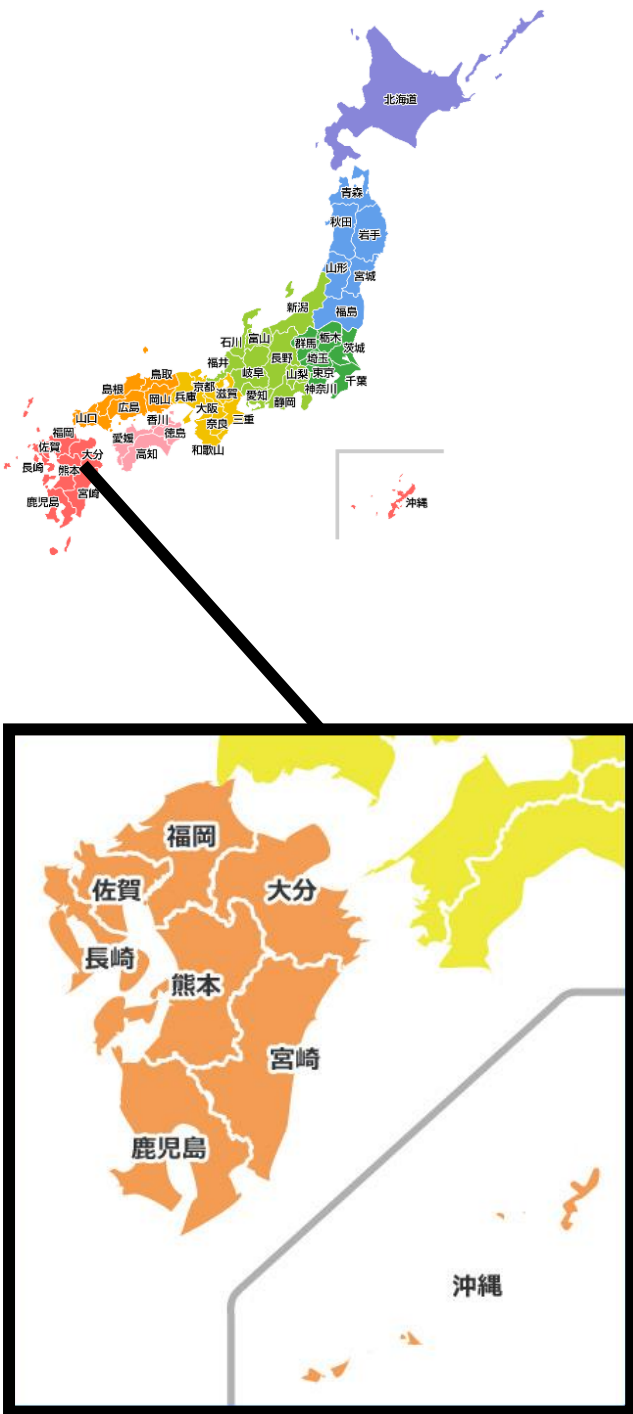 北海道
青森
秋田
岩手
山形
宮城
福島
新潟
群馬
栃木
茨城
石川
富山
長野
埼玉
福井
岐阜
山梨
東京
千葉
神奈川
愛知
静岡
鳥取
京都
滋賀
島根
岡山
兵庫
広島
大阪
三重
山口
香川
奈良
徳島
和歌山
愛媛
高知
福岡
佐賀
大分
長崎
熊本
宮崎
鹿児島
沖縄
福岡
佐賀
大分
長崎
熊本
宮崎
鹿児島
沖縄